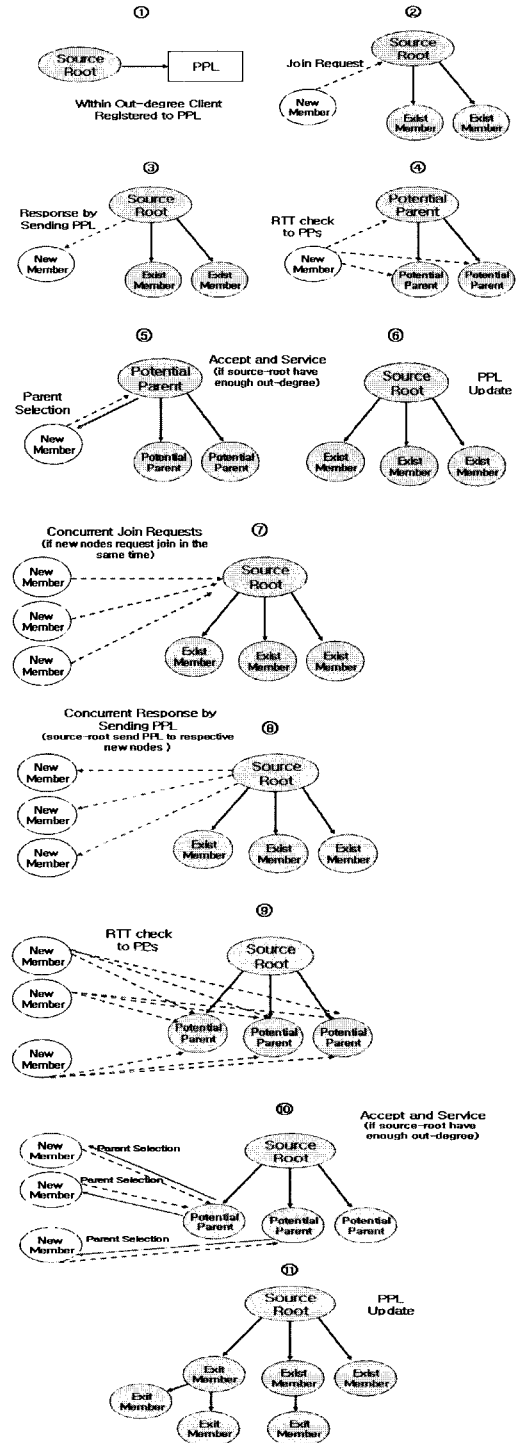 ①
Source
Root
PPL
Within Out-degree Client
Registered to PPL
②
Join Request
Source
Root
New
Member
Exist
Member
Exist
Member
③
Response by
Sending PPL
Source
Root
New
Member
Exist
Member
Exist
Member
④
RTT check
to PPs
Potential
Parent
New
Member
Potential
Parent
Potential
Parent
⑤
Accept and Service
(if source-root have
enough out-degree)
Potential
Parent
Parent
Selection
New
Member
Potential
Parent
Potential
Parent
⑥
Source
Root
PPL
Update
Exist
Member
Exist
Member
Exist
Member
⑦
Concurrent Join Requests
(if new nodes request join in the
same time)
New
Member
New
Member
New
Member
Source
Root
Exist
Member
Exist
Member
Exist
Member
⑧
Concurrent Response by
Sending PPL
(source-root send PPL to respective
new nodes )
New
Member
New
Member
New
Member
Source
Root
Exist
Member
Exist
Member
Exist
Member
⑨
RTT check
to PPs
New
Member
New
Member
New
Member
Source
Root
Potential
Parent
Potential
Parent
Potential
Parent
⑩
Accept and Service
(if source-root have
enough out-degree)
New
Member
Parent Selection
New
Member
Parent Selection
New
Member
Parent Selection
Source
Root
Potential
Parent
Potential
Parent
Potential
Parent
⑪
Source
Root
PPL
Update
Exit
Member
Exist
Member
Exist
Member
Exit
Member
Exit
Member
Exit
Member